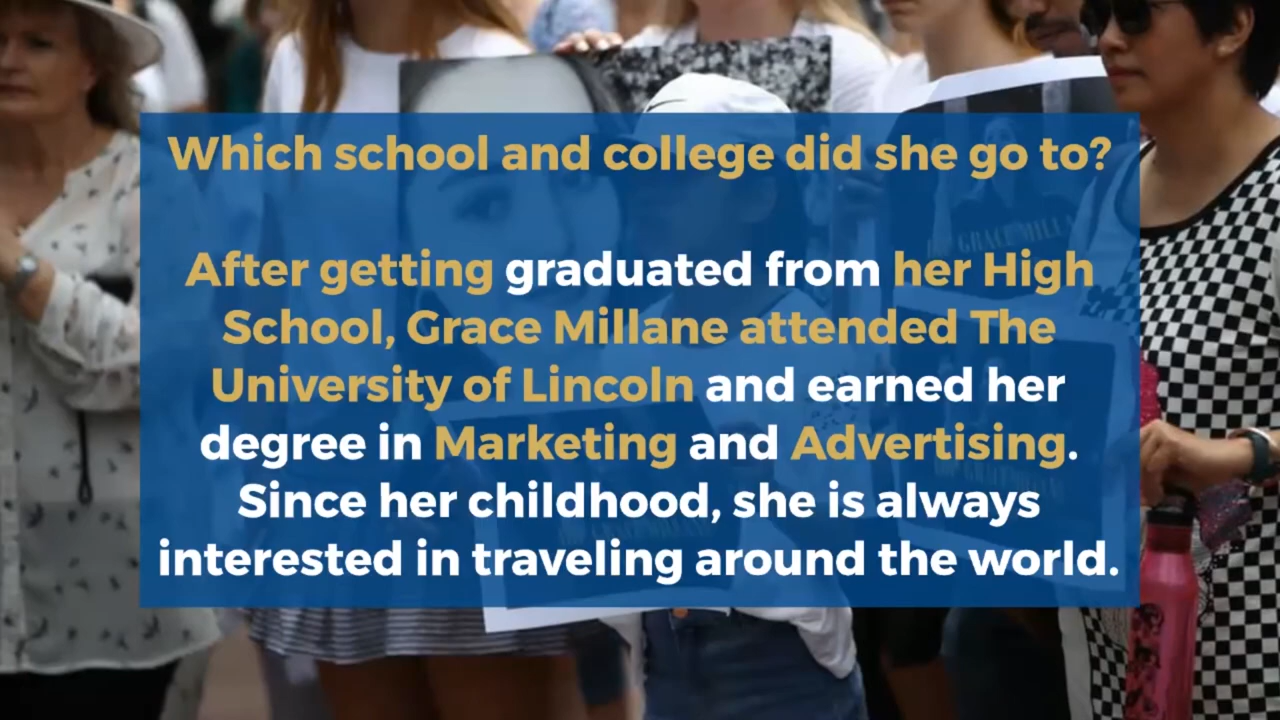 Which school and college did she go to?
After getting graduated from her High
School, Grace Millane attended The
University of Lincoln and earned her
degree in Marketing and Advertising.
Since her childhood, she is always
interested in traveling around the world.